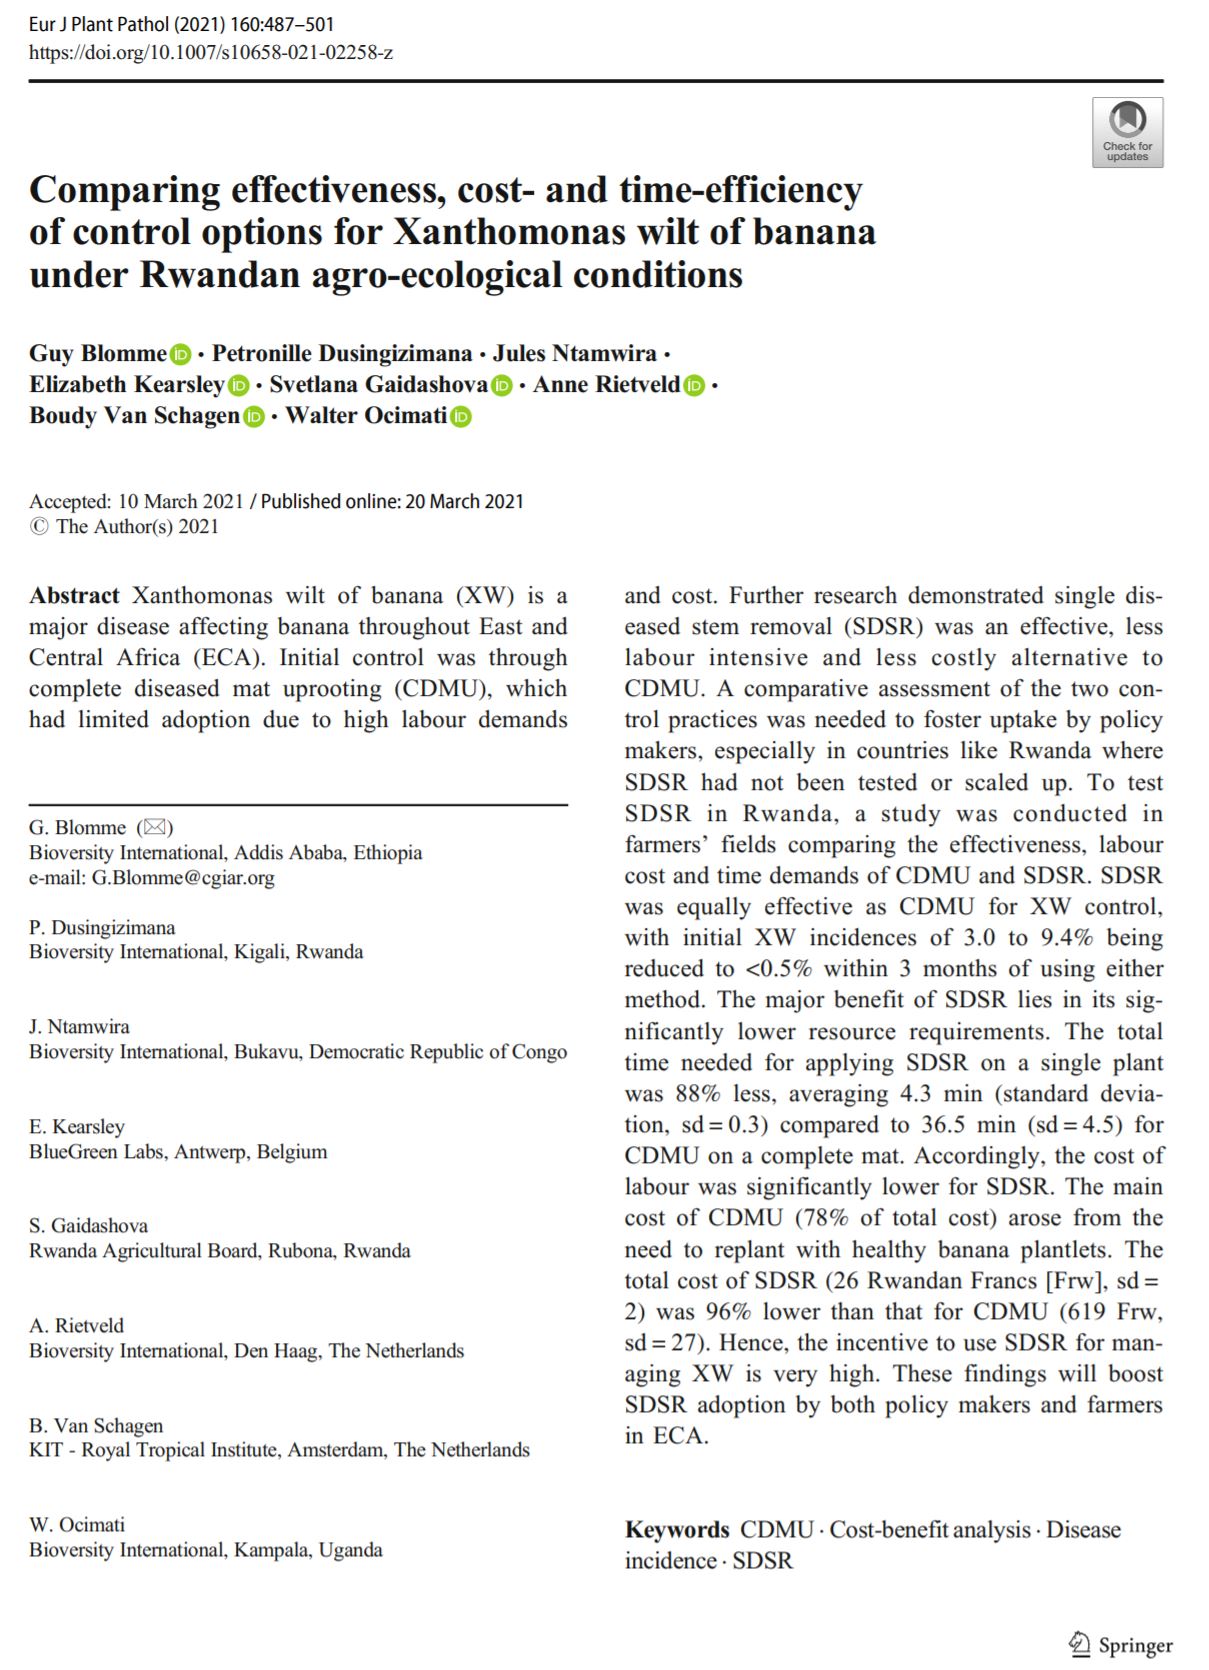 Eur J Plant Pathol (2021) 160:487–501
https://doi.org/10.1007/s10658-021-02258-z
Check for
updates
Comparing effectiveness, cost- and time-efficiency
of control options for Xanthomonas wilt of banana
under Rwandan agro-ecological conditions
Guy Blomme iD · Petronille Dusingizimana · Jules Ntamwira ·
Elizabeth Kearsley iD · Svetlana Gaidashova iD · Anne Rietveld iD ·
Boudy Van Schagen iD · Walter Ocimati iD
Accepted: 10 March 2021 / Published online: 20 March 2021
© The Author(s) 2021
Abstract Xanthomonas wilt of banana (XW) is a
major disease affecting banana throughout East and
Central Africa (ECA). Initial control was through
complete diseased mat uprooting (CDMU), which
had limited adoption due to high labour demands
and cost. Further research demonstrated single dis-
eased stem removal (SDSR) was an effective, less
labour intensive and less costly alternative to
CDMU. A comparative assessment of the two con-
trol practices was needed to foster uptake by policy
makers, especially in countries like Rwanda where
SDSR had not been tested or scaled up. To test
SDSR in Rwanda, a study was conducted in
farmers’ fields comparing the effectiveness, labour
cost and time demands of CDMU and SDSR. SDSR
was equally effective as CDMU for XW control,
with initial XW incidences of 3.0 to 9.4% being
reduced to <0.5% within 3 months of using either
method. The major benefit of SDSR lies in its sig-
nificantly lower resource requirements. The total
time needed for applying SDSR on a single plant
was 88% less, averaging 4.3 min (standard devia-
tion, sd = 0.3) compared to 36.5 min (sd = 4.5) for
CDMU on a complete mat. Accordingly, the cost of
labour was significantly lower for SDSR. The main
cost of CDMU (78% of total cost) arose from the
need to replant with healthy banana plantlets. The
total cost of SDSR (26 Rwandan Francs [Frw], sd =
2) was 96% lower than that for CDMU (619 Frw,
sd = 27). Hence, the incentive to use SDSR for man-
aging XW is very high. These findings will boost
SDSR adoption by both policy makers and farmers
in ECA.
Keywords CDMU · Cost-benefit analysis · Disease
incidence · SDSR
G. Blomme (✉)
Bioversity International, Addis Ababa, Ethiopia
e-mail: G.Blomme@cgiar.org
P. Dusingizimana
Bioversity International, Kigali, Rwanda
J. Ntamwira
Bioversity International, Bukavu, Democratic Republic of Congo
E. Kearsley
BlueGreen Labs, Antwerp, Belgium
S. Gaidashova
Rwanda Agricultural Board, Rubona, Rwanda
A. Rietveld
Bioversity International, Den Haag, The Netherlands
B. Van Schagen
KIT - Royal Tropical Institute, Amsterdam, The Netherlands
W. Ocimati
Bioversity International, Kampala, Uganda
Springer